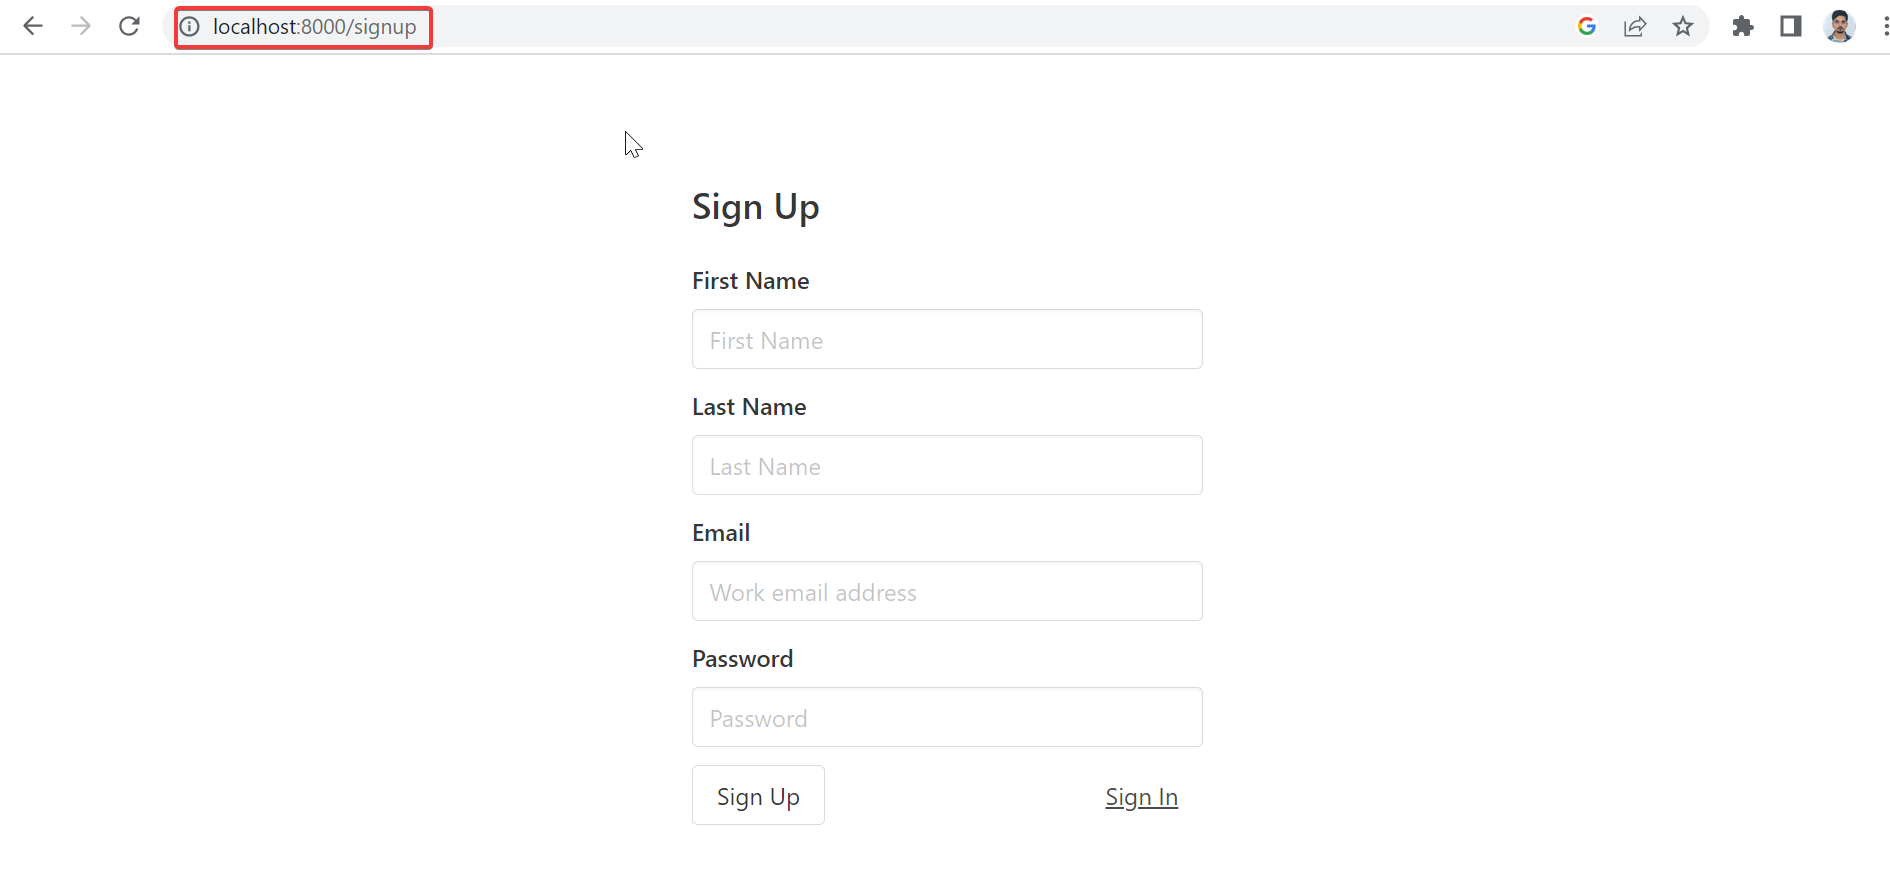 localhost:8000/signup
Sign Up
First Name
First Name
Last Name
Last Name
Email
Work email address
Password
Password
Sign Up
Sign In